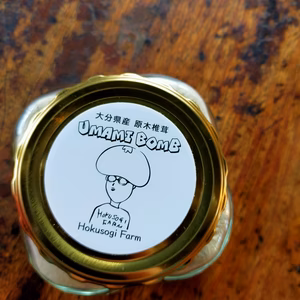 大分県産 原木椎茸
UMAMI BOMB
HOKUSOGI
FARM
Hokusogi Farm